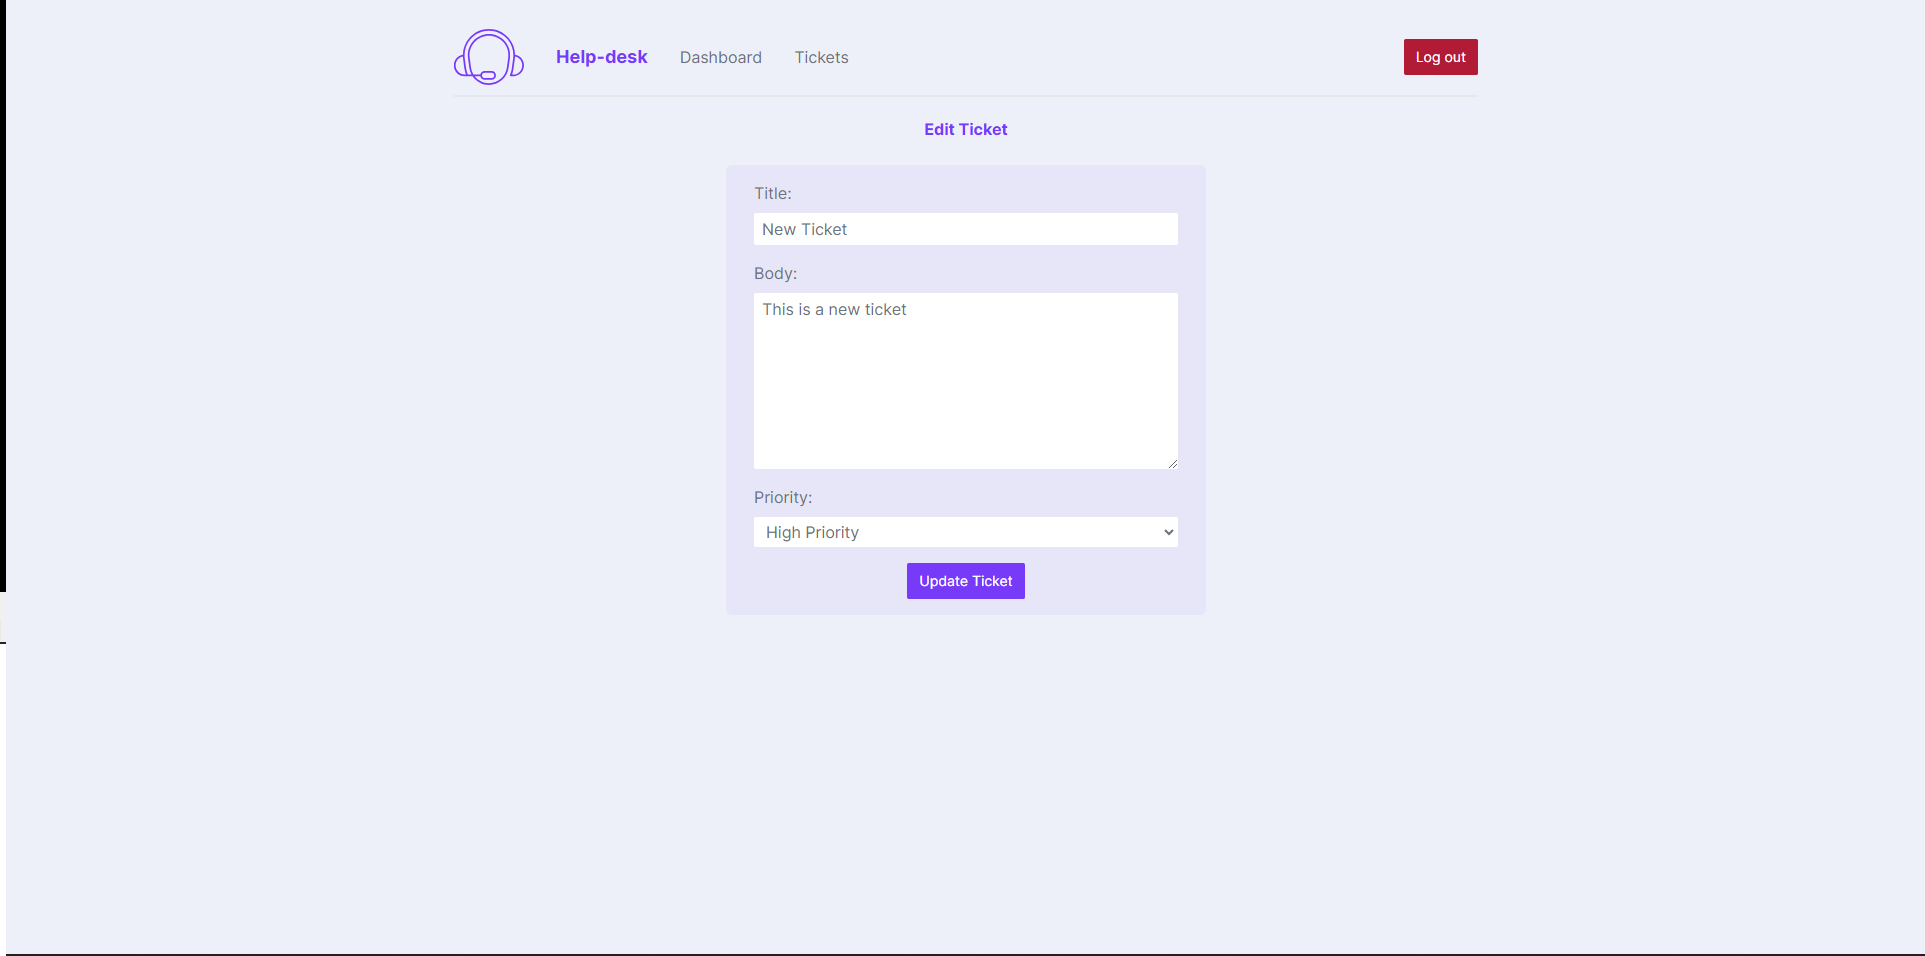 Help-desk Dashboard Tickets Log out
Edit Ticket
Title:
New Ticket
Body:
This is a new ticket
Priority:
High Priority
Update Ticket